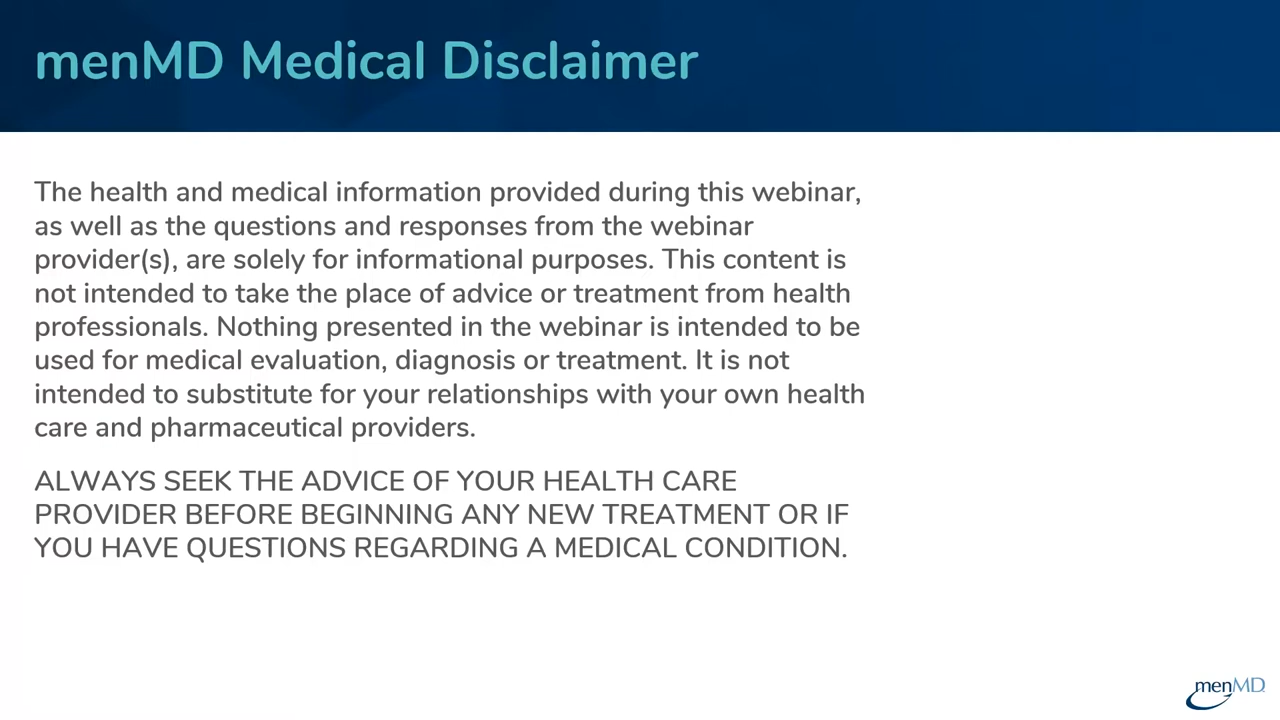 menMD Medical Disclaimer
The health and medical information provided during this webinar,
as well as the questions and responses from the webinar
provider(s), are solely for informational purposes. This content is
not intended to take the place of advice or treatment from health
professionals. Nothing presented in the webinar is intended to be
used for medical evaluation, diagnosis or treatment. It is not
intended to substitute for your relationships with your own health
care and pharmaceutical providers.
ALWAYS SEEK THE ADVICE OF YOUR HEALTH CARE
PROVIDER BEFORE BEGINNING ANY NEW TREATMENT OR IF
YOU HAVE QUESTIONS REGARDING A MEDICAL CONDITION.
menMD